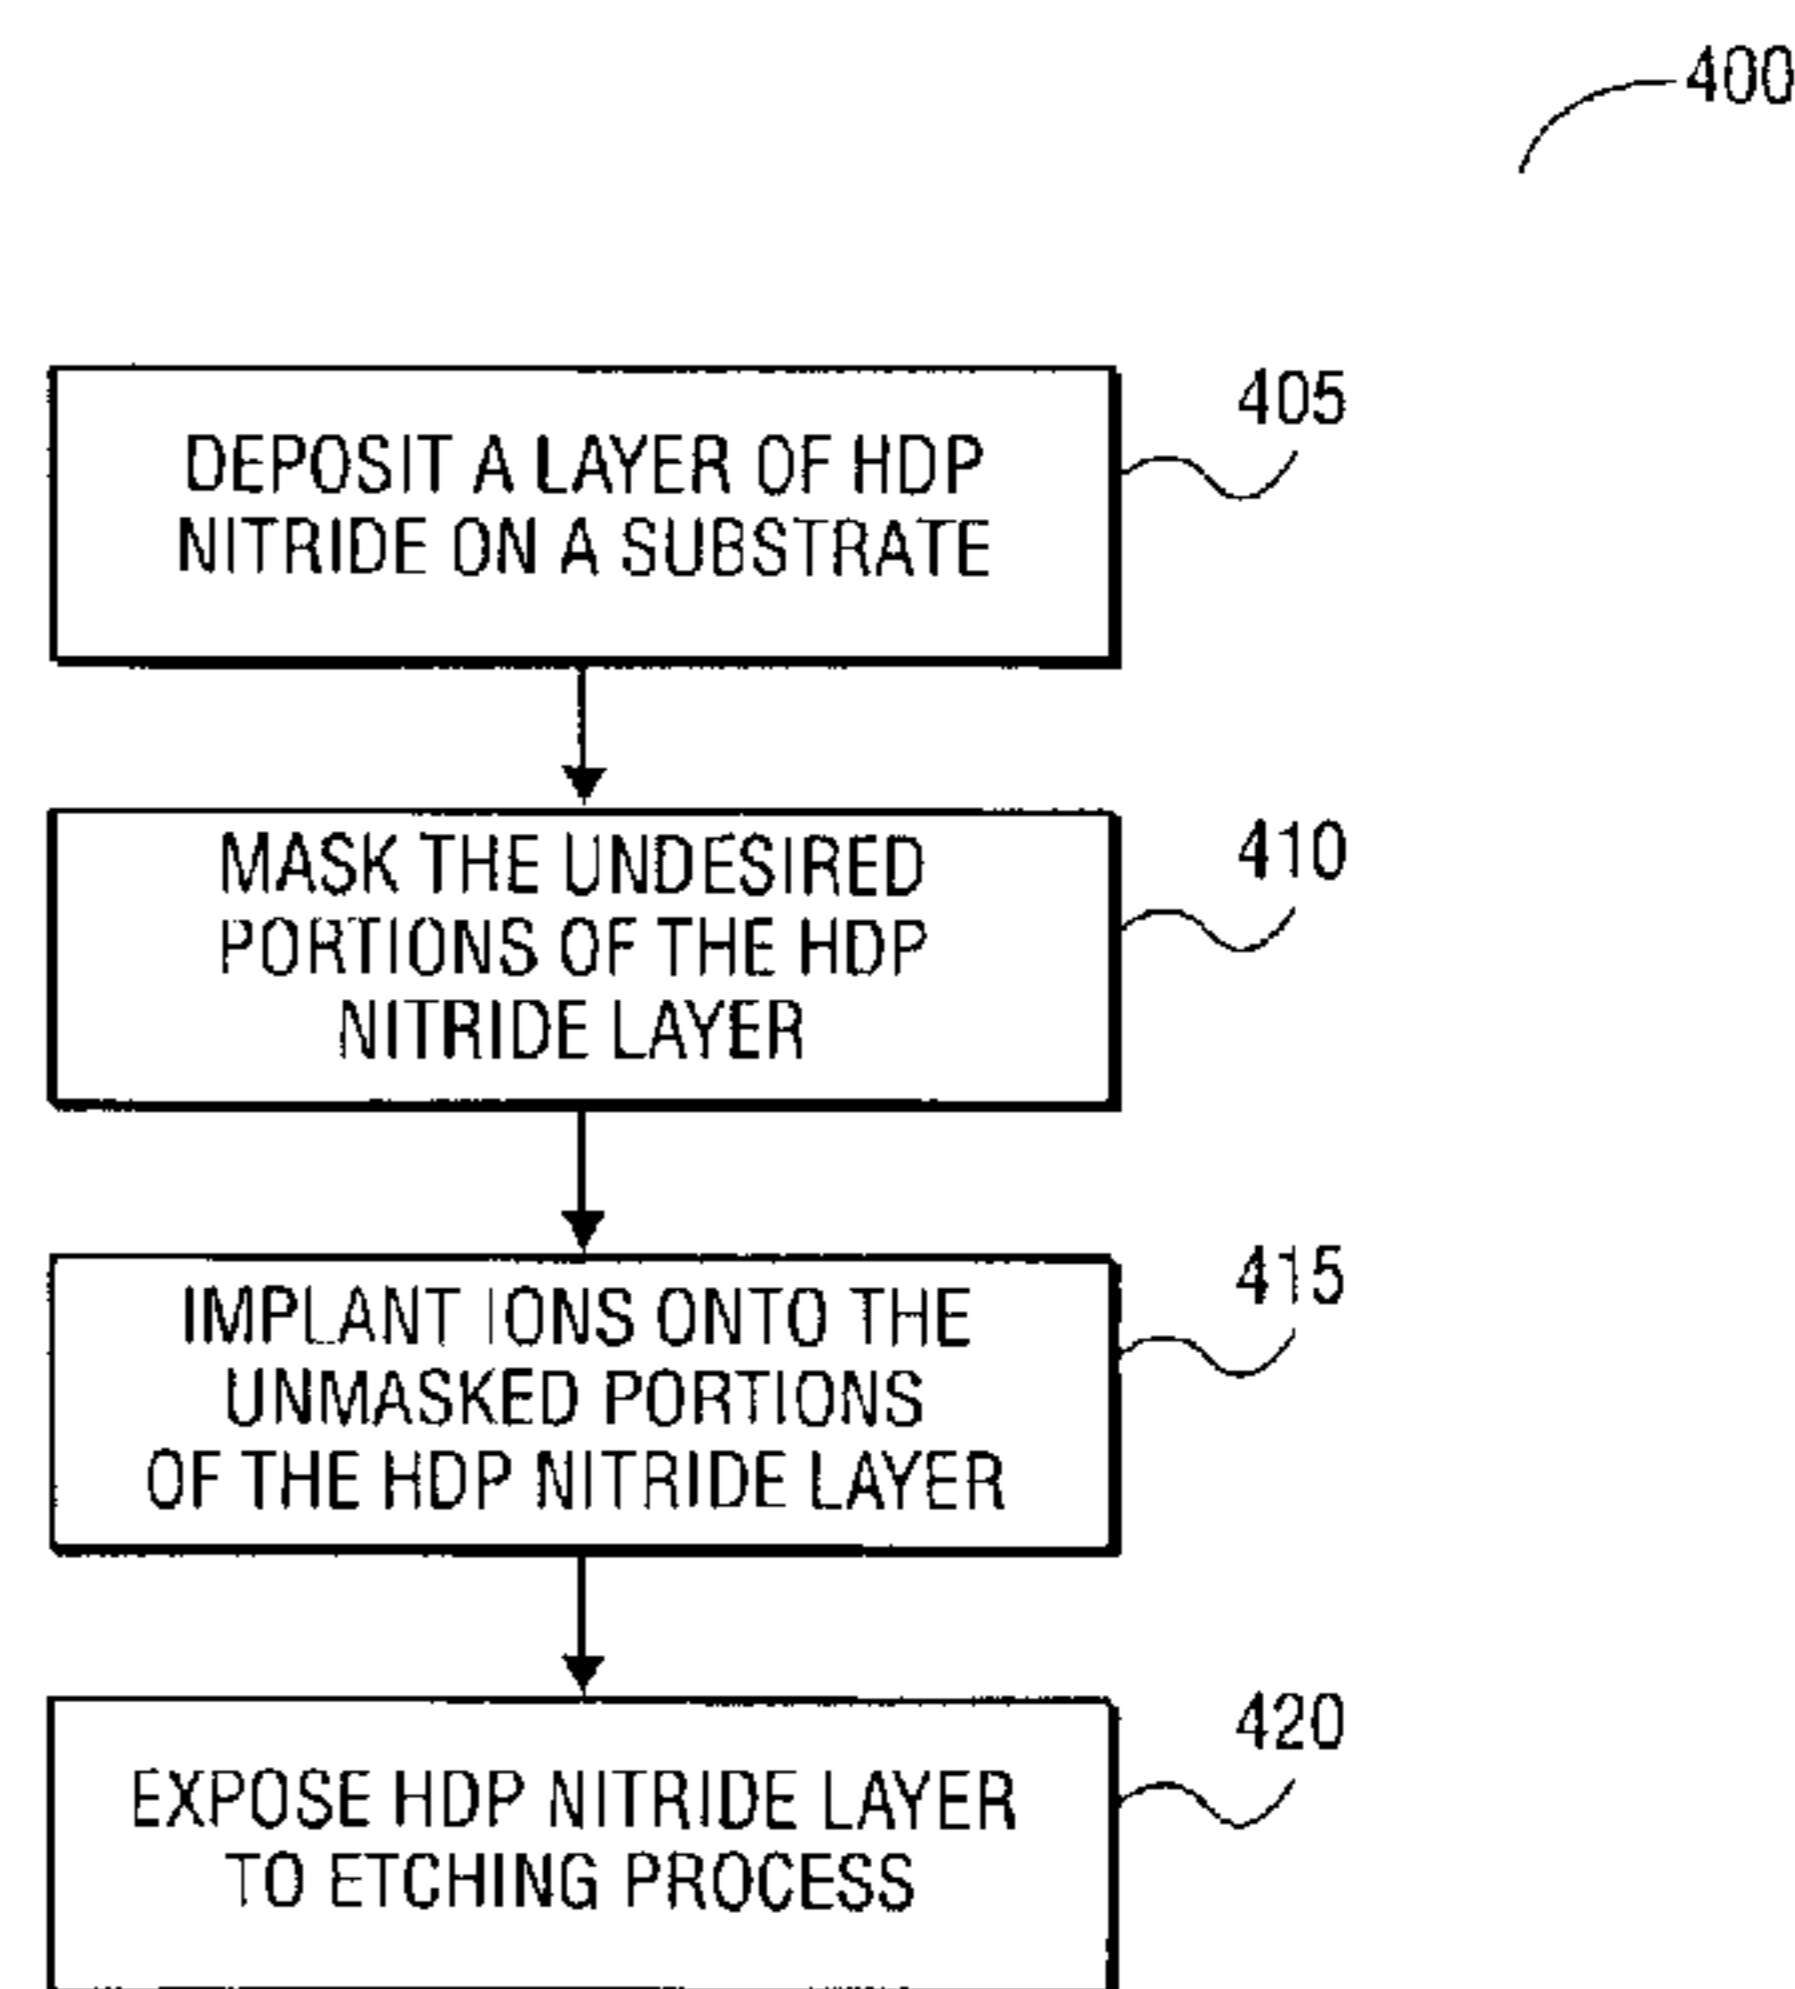 400
DEPOSIT A LAYER OF HDP
NITRIDE ON A SUBSTRATE
405
MASK THE UNDESIRED
PORTIONS OF THE HDP
NITRIDE LAYER
410
IMPLANT IONS ONTO THE
UNMASKED PORTIONS
OF THE HDP NITRIDE LAYER
415
EXPOSE HDP NITRIDE LAYER
TO ETCHING PROCESS
420